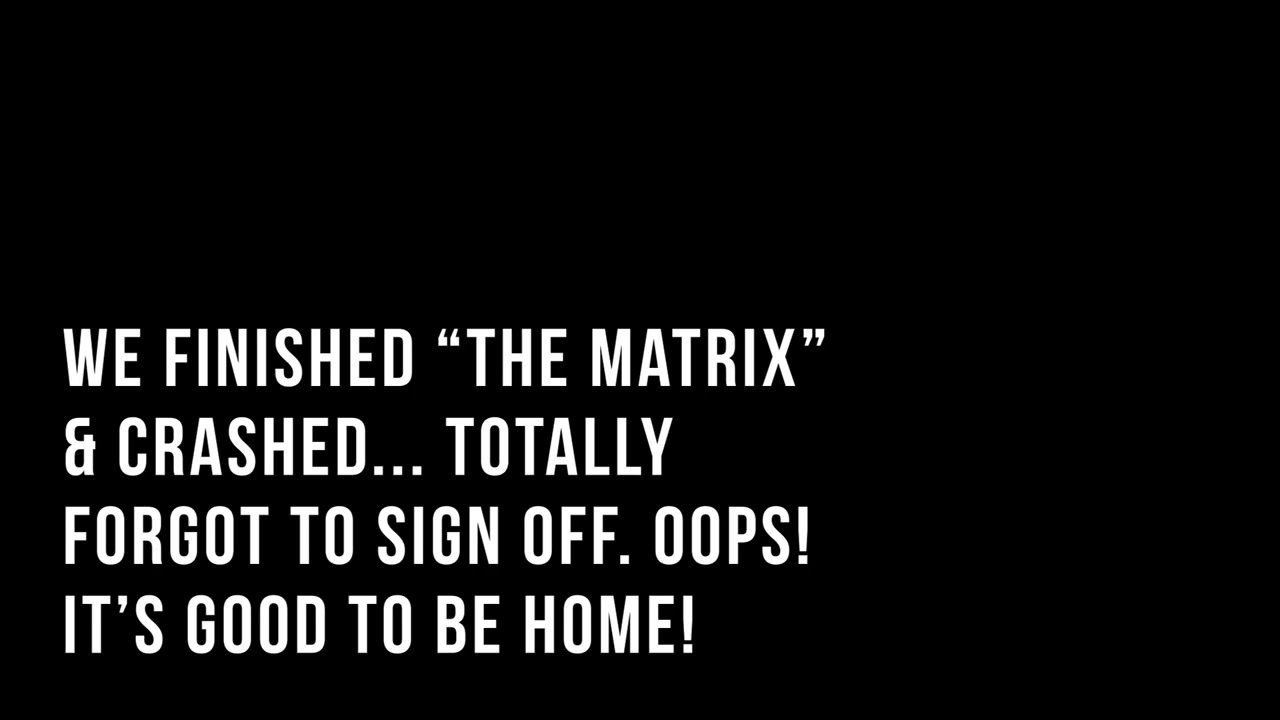 WE FINISHED “THE MATRIX”
& CRASHED... TOTALLY
FORGOT TO SIGN OFF. OOPS!
IT’S GOOD TO BE HOME!